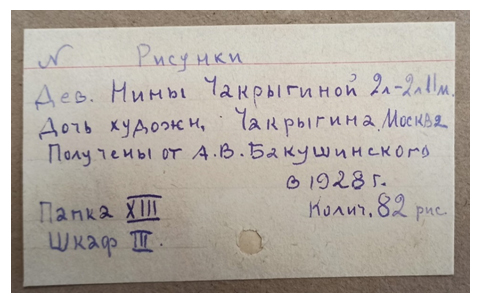 N Рисунки
Дев. Нины Чакрыгиной 2л-2л11м.
Дочь художн. Чакрыгина, Москва
Получены от А.В.Бакушинского
в 1928 г.
Папка XIII Колич. 82 рис
Шкаф III.